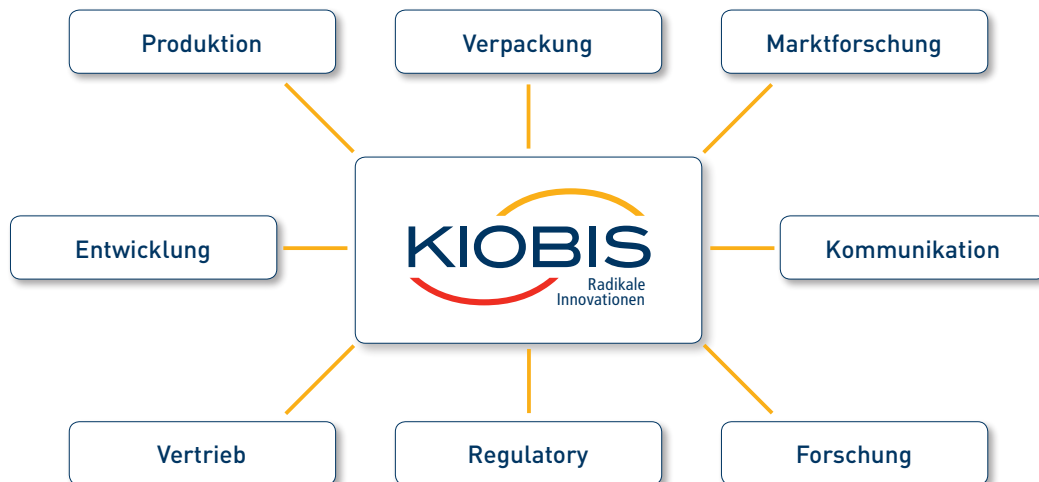 Produktion
Verpackung
Marktforschung
Entwicklung
KIOBIS
Radikale
Innovationen
Kommunikation
Vertrieb
Regulatory
Forschung